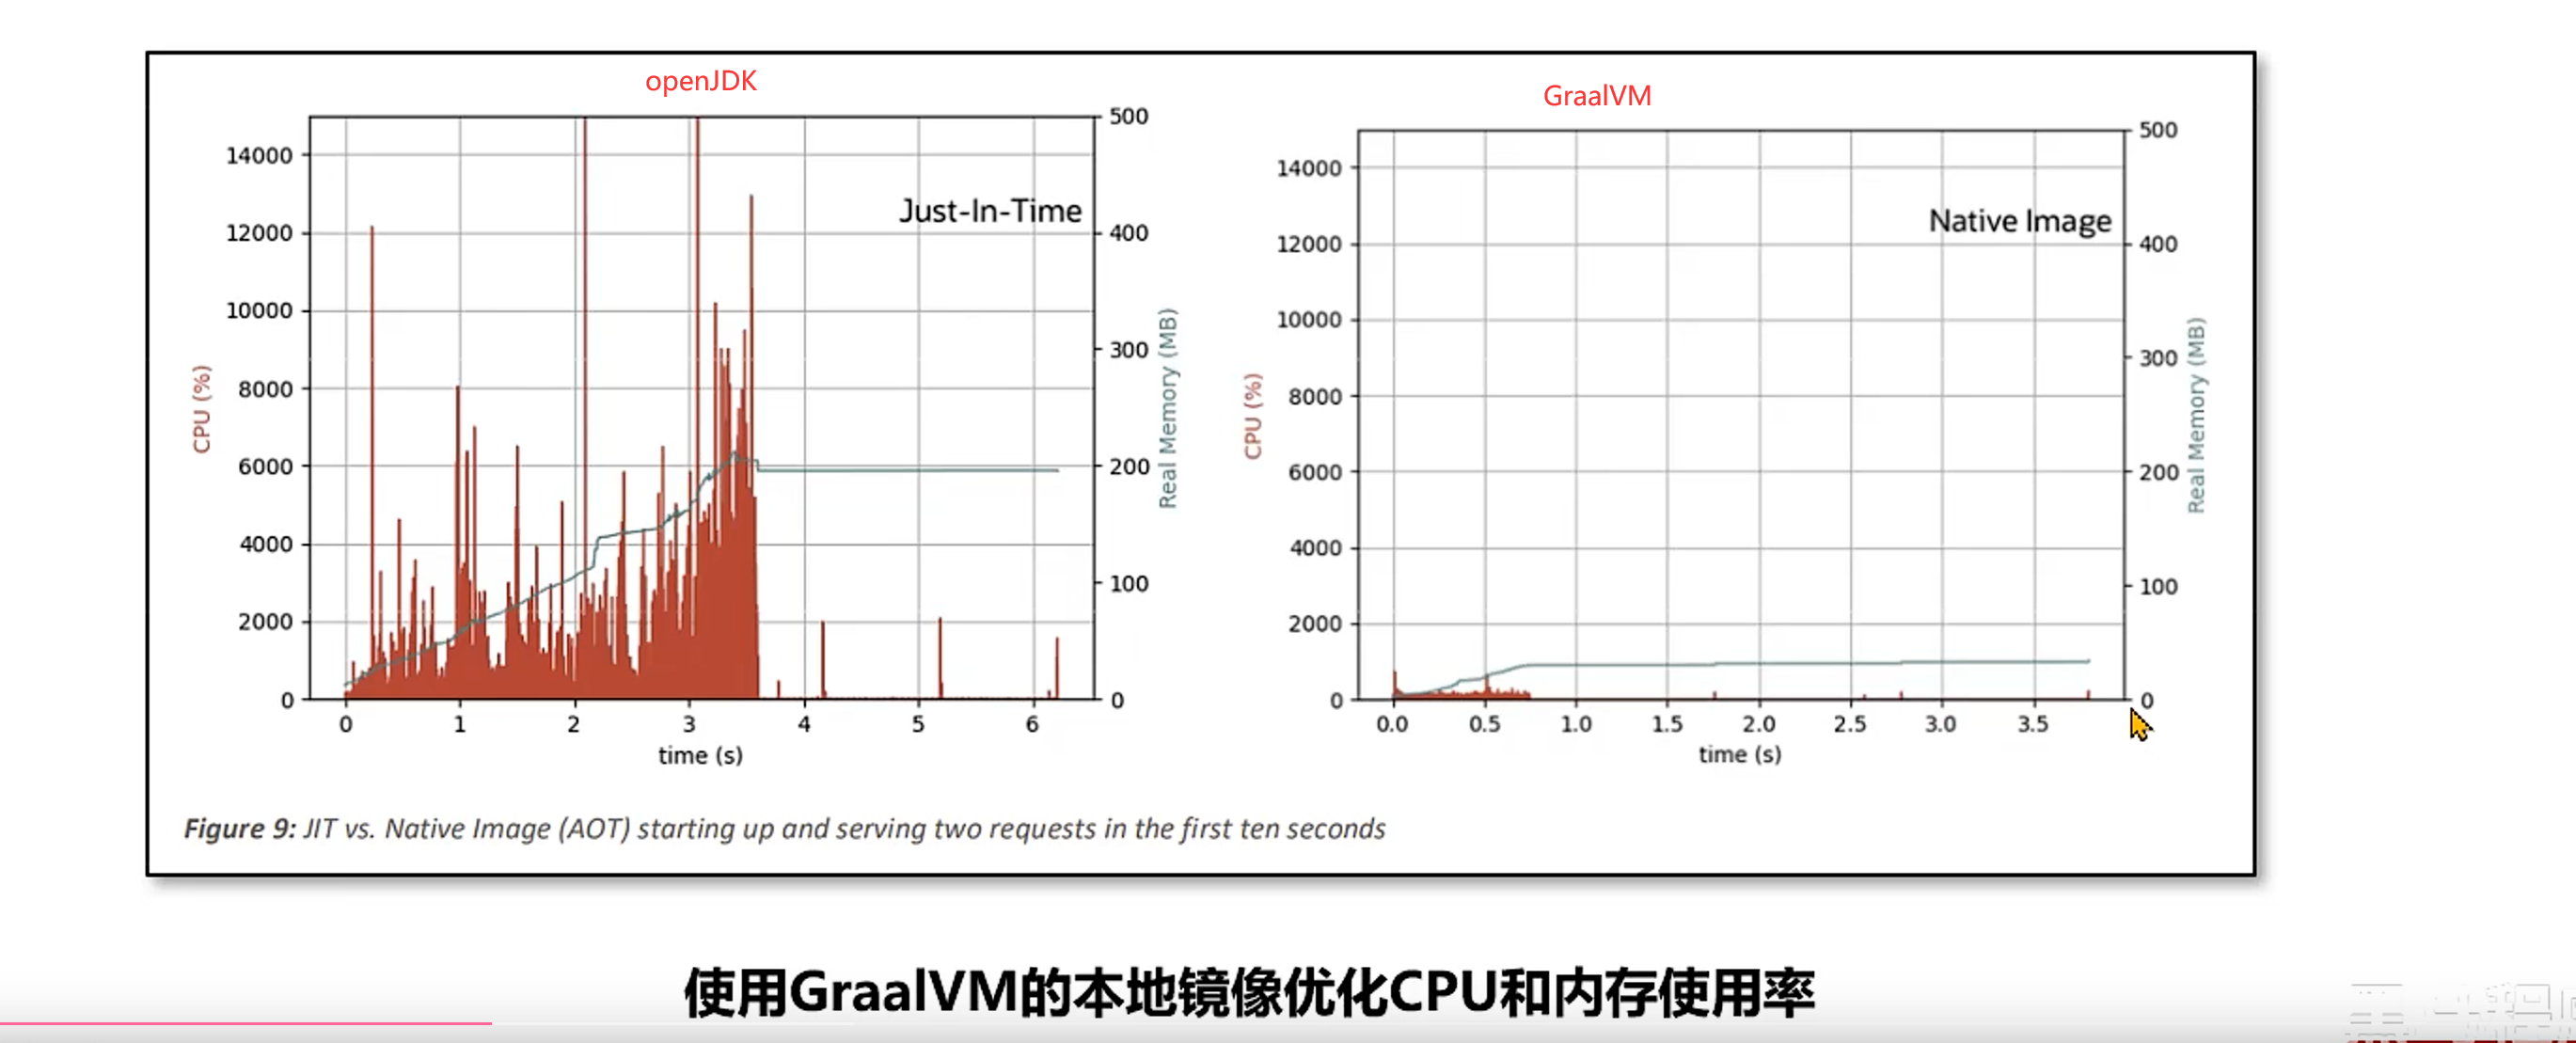 openJDK
GraalVM
Just-In-Time
Native Image
CPU (%)
14000
12000
10000
8000
6000
4000
2000
0
500
400
300
200
100
0
Real Memory (MB)
0 1 2 3 4 5 6
time (s)
CPU (%)
14000
12000
10000
8000
6000
4000
2000
0
500
400
300
200
100
0
Real Memory (MB)
0.0 0.5 1.0 1.5 2.0 2.5 3.0 3.5
time (s)
Figure 9: JIT vs. Native Image (AOT) starting up and serving two requests in the first ten seconds
使用GraalVM的本地镜像优化CPU和内存使用率